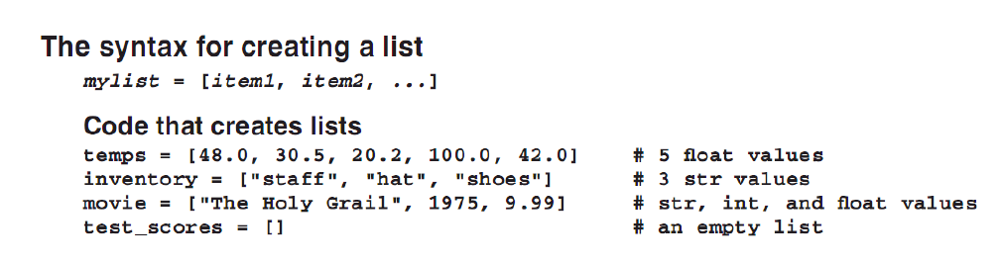 The syntax for creating a list
mylist = [item1, item2, ...]
Code that creates lists
temps = [48.0, 30.5, 20.2, 100.0, 42.0] # 5 float values
inventory = ["staff", "hat", "shoes"] # 3 str values
movie = ["The Holy Grail", 1975, 9.99] # str, int, and float values
test_scores = [] # an empty list